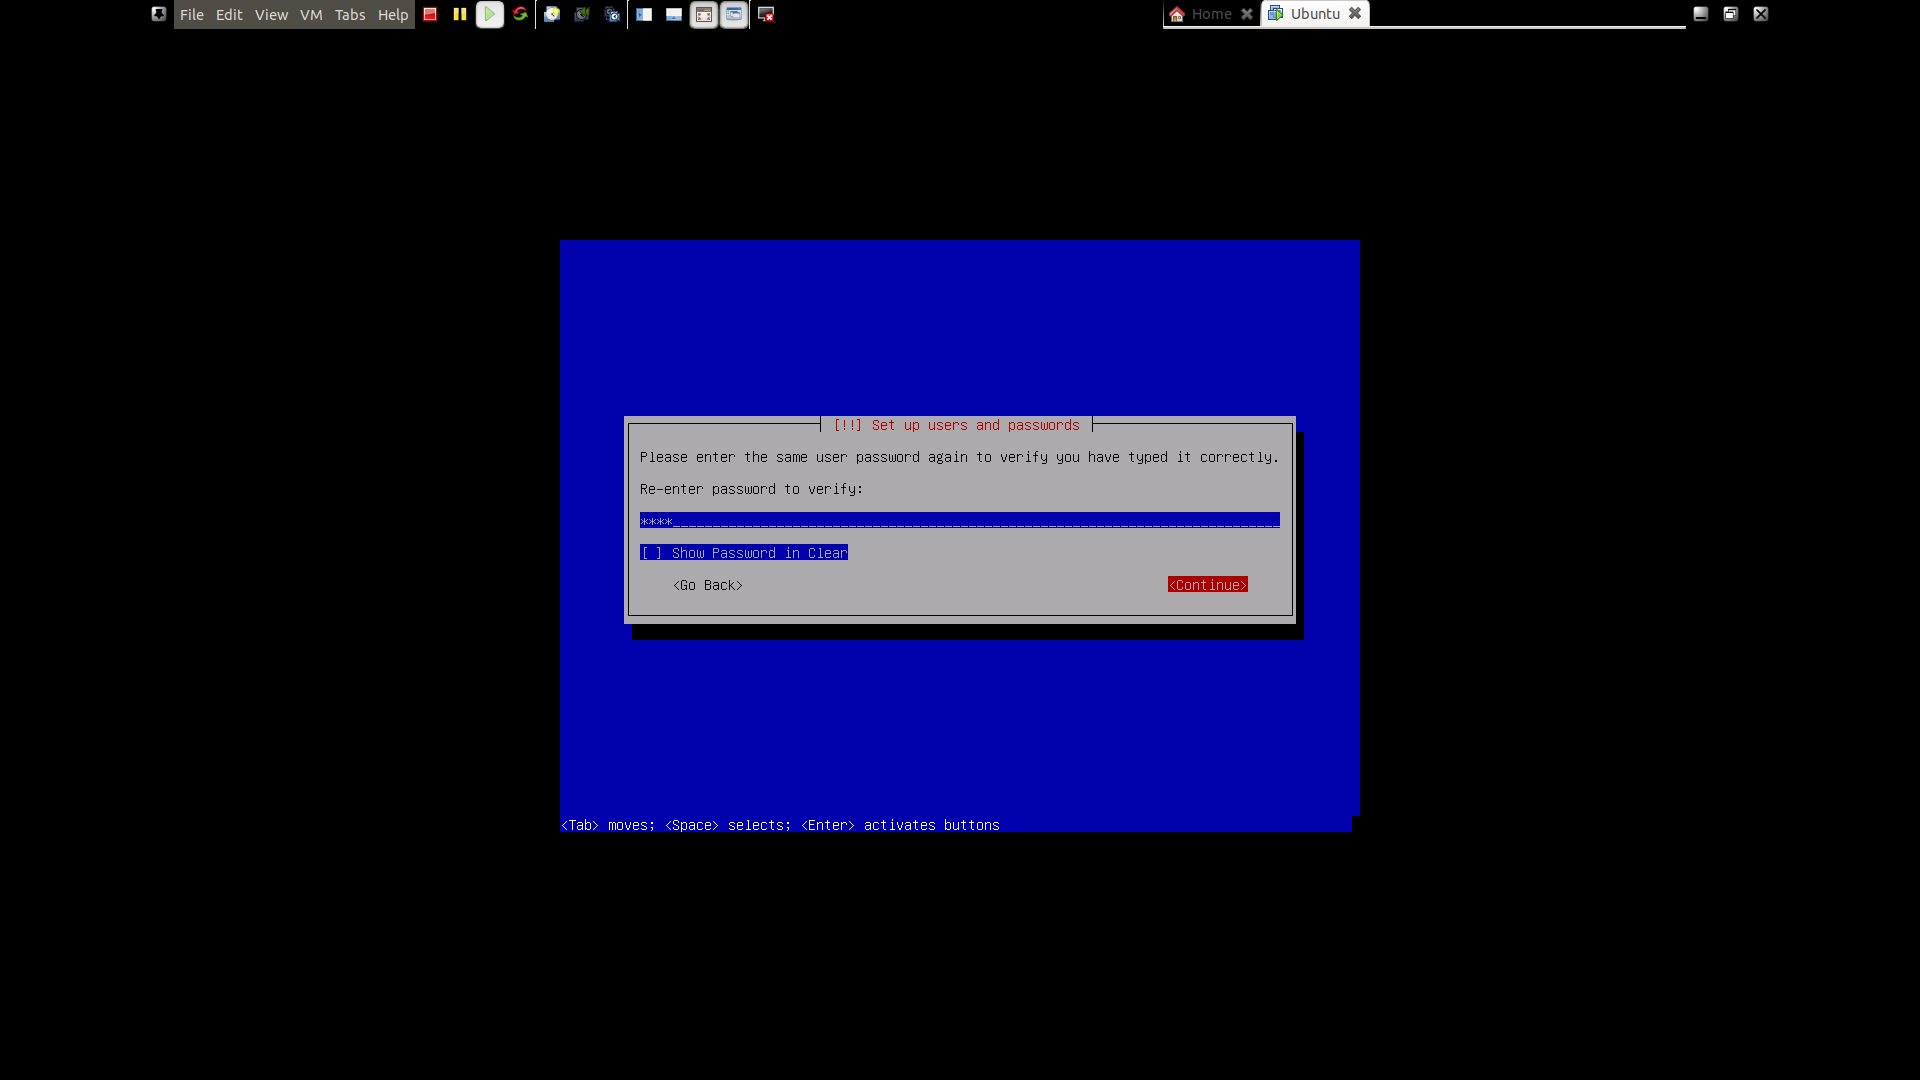 File Edit View VM Tabs Help Home Ubuntu
[!!] Set up users and passwords
Please enter the same user password again to verify you have typed it correctly.
Re-enter password to verify:
****
[ ] Show Password in Clear
<Go Back> <Continue>
<Tab> moves; <Space> selects; <Enter> activates buttons